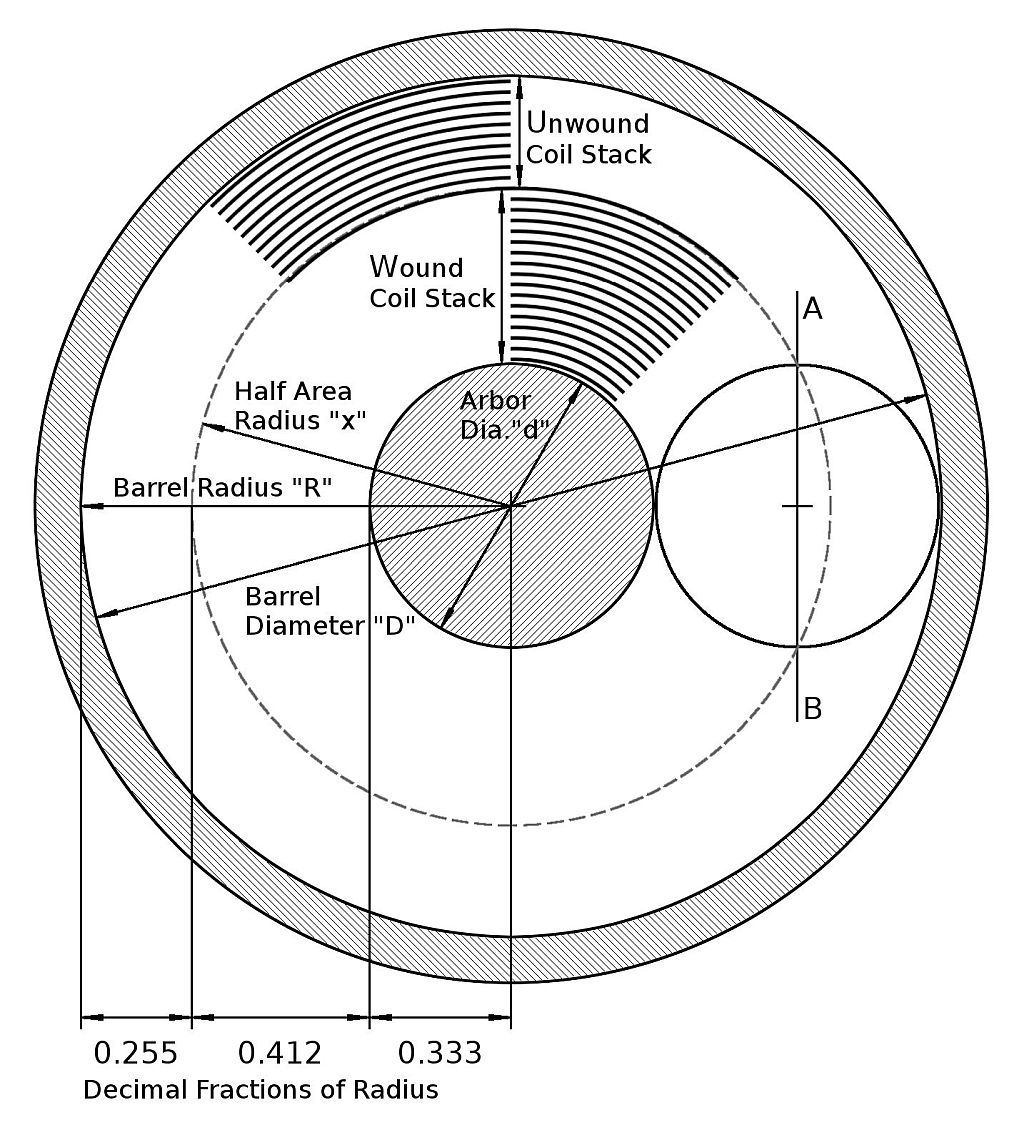 Unwound
Coil Stack
Wound
Coil Stack
A
Half Area
Radius "x"
Arbor
Dia."d"
Barrel Radius "R"
Barrel
Diameter "D"
B
0.255
0.412
0.333
Decimal Fractions of Radius